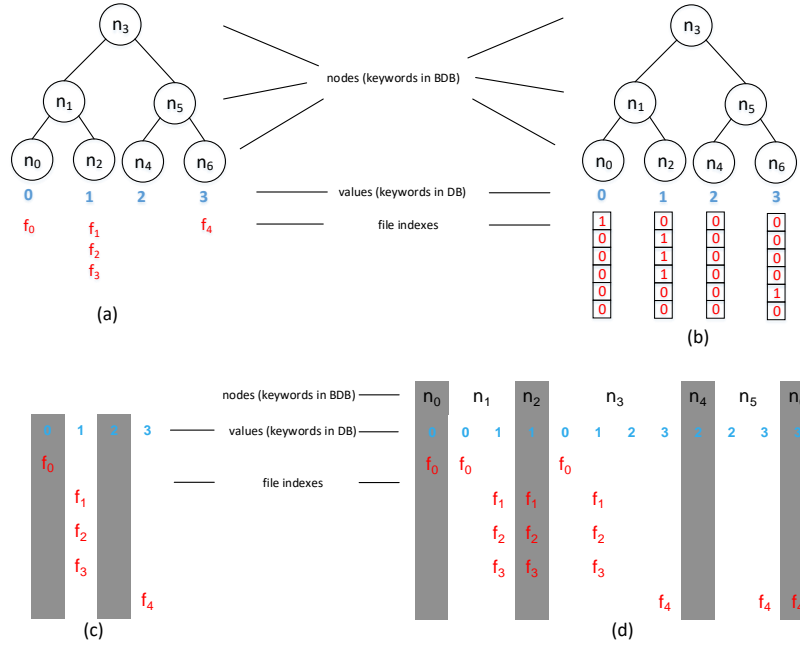 n3 n3
nodes (keywords in BDB)
n1 n5 n1 n5
n0 n2 n4 n6 n0 n2 n4 n6
0 1 2 3 values (keywords in DB) 0 1 2 3
f0 f1 f4 file indexes 1 0 0 0
f2 0 1 0 0
f3 0 1 0 0
0 1 0 0
0 0 0 1
0 0 0 0
(a) (b)
nodes (keywords in BDB) n0 n1 n2 n3 n4 n5
0 1 2 3 values (keywords in DB) 0 0 1 1 0 1 2 3 2 2 3
f0 f0 f0 f0
file indexes
f1 f1 f1 f1
f2 f2 f2 f2
f3 f3 f3 f3
f4 f4 f4 f4
(c) (d)